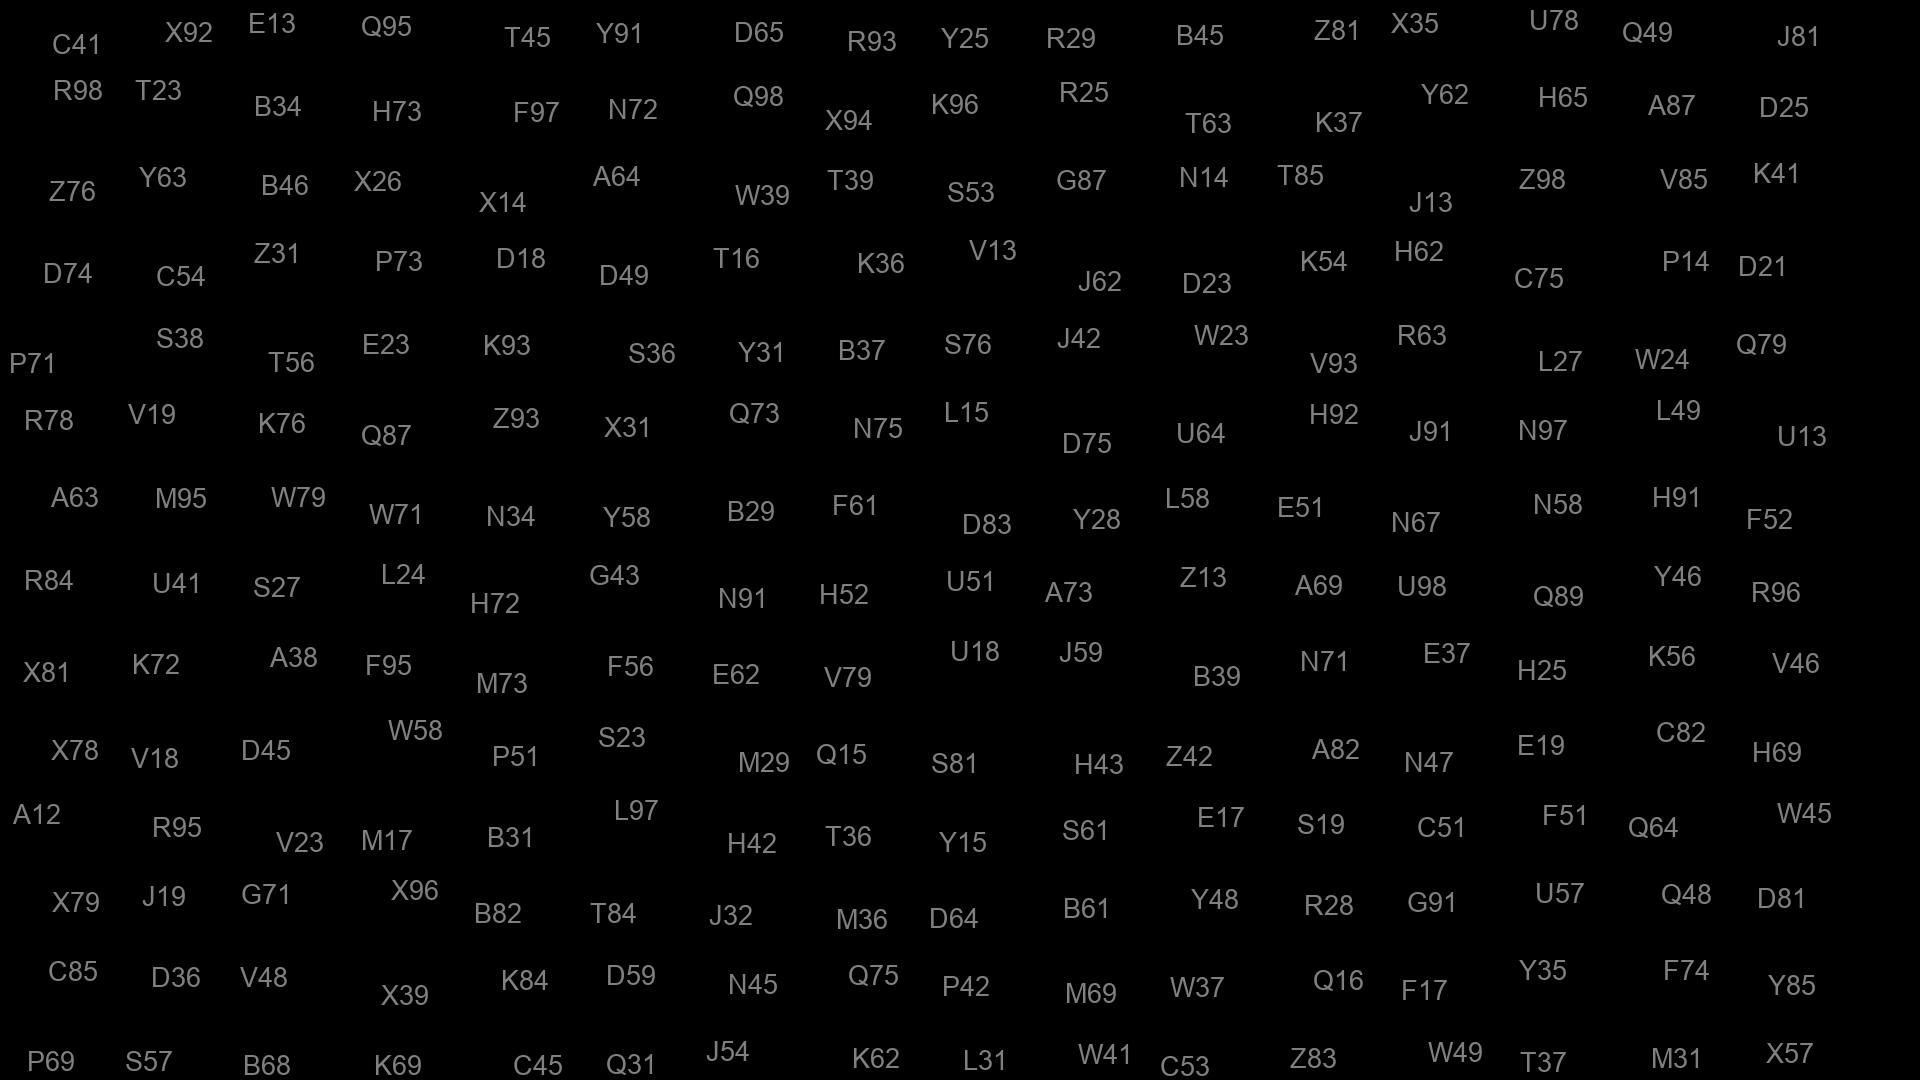 C41 X92 E13 Q95 T45 Y91 D65 R93 Y25 R29 B45 Z81 X35 U78 Q49 J81
R98 T23 B34 H73 F97 N72 Q98 X94 K96 R25 T63 K37 Y62 H65 A87 D25
Z76 Y63 B46 X26 X14 A64 W39 T39 S53 G87 N14 T85 J13 Z98 V85 K41
D74 C54 Z31 P73 D18 D49 T16 K36 V13 J62 D23 K54 H62 C75 P14 D21
P71 S38 T56 E23 K93 S36 Y31 B37 S76 J42 W23 V93 R63 L27 W24 Q79
R78 V19 K76 Q87 Z93 X31 Q73 N75 L15 D75 U64 H92 J91 N97 L49 U13
A63 M95 W79 W71 N34 Y58 B29 F61 D83 Y28 L58 E51 N67 N58 H91 F52
R84 U41 S27 L24 H72 G43 N91 H52 U51 A73 Z13 A69 U98 Q89 Y46 R96
X81 K72 A38 F95 M73 F56 E62 V79 U18 J59 B39 N71 E37 H25 K56 V46
X78 V18 D45 W58 P51 S23 M29 Q15 S81 H43 Z42 A82 N47 E19 C82 H69
A12 R95 V23 M17 B31 L97 H42 T36 Y15 S61 E17 S19 C51 F51 Q64 W45
X79 J19 G71 X96 B82 T84 J32 M36 D64 B61 Y48 R28 G91 U57 Q48 D81
C85 D36 V48 X39 K84 D59 N45 Q75 P42 M69 W37 Q16 F17 Y35 F74 Y85
P69 S57 B68 K69 C45 Q31 J54 K62 L31 W41 C53 Z83 W49 T37 M31 X57